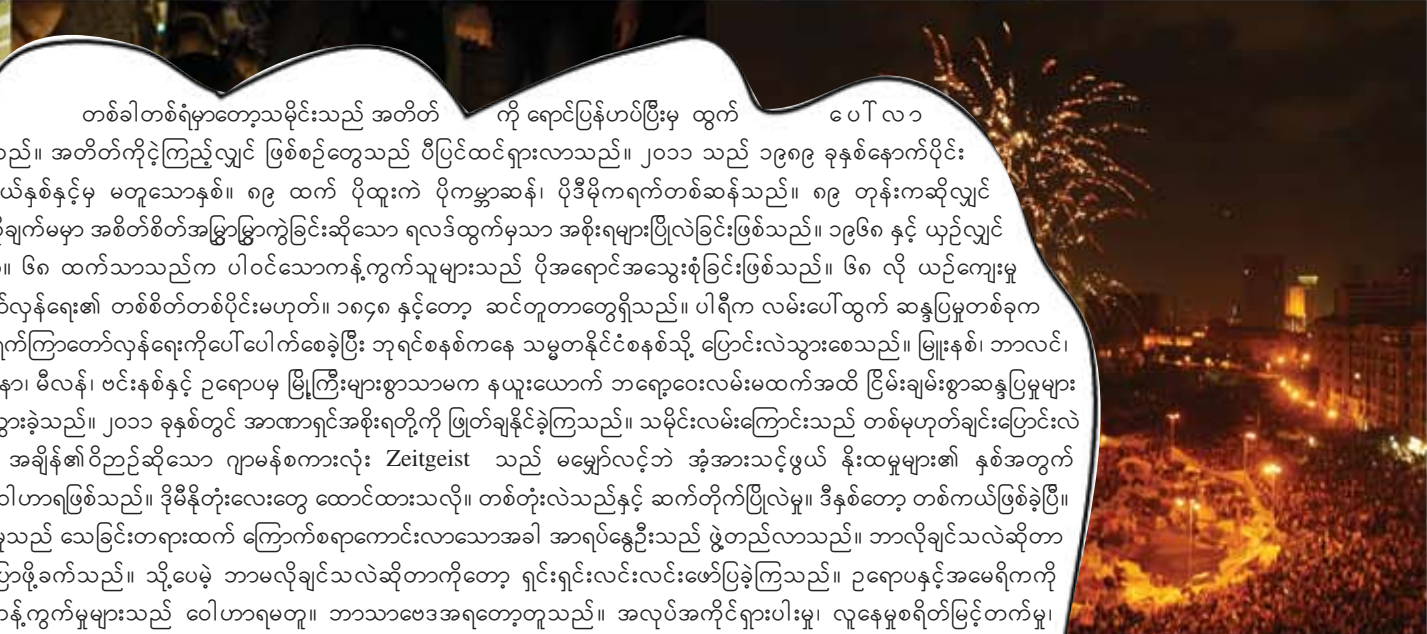 တစ်ခါတစ်ရံမှာတော့သမိုင်းသည် အတိတ် ကို ရောင်ပြန်ဟပ်ပြီးမှ ထွက် ပေါ်လာ
သည်။ အတိတ်ကိုငဲ့ကြည့်လျှင် ဖြစ်စဉ်တွေသည် ပီပြင်ထင်ရှားလာသည်။ ၂၀၁၁ သည် ၁၉၈၉ ခုနှစ်နောက်ပိုင်း
ယ်နှစ်နှင့်မှ မတူသောနှစ်။ ၈၉ ထက် ပိုထူးကဲ ပိုကမ္ဘာဆန်၊ ပိုဒီမိုကရက်တစ်ဆန်သည်။ ၈၉ တုန်းကဆိုလျှင်
အစိတ်စိတ်အမြွှာမြွှာကွဲခြင်းဆိုသော ရလဒ်ထွက်မှသာ အစိုးရများပြိုလဲခြင်းဖြစ်သည်။ ၁၉၆၈ နှင့် ယှဉ်လျှင်
၆၈ ထက်သာသည်က ပါဝင်သောကန့်ကွက်သူများသည် ပိုအရောင်အသွေးစုံခြင်းဖြစ်သည်။ ၆၈ လို ယဉ်ကျေးမှု
လှန်ရေး၏ တစ်စိတ်တစ်ပိုင်းမဟုတ်။ ၁၈၄၈ နှင့်တော့ ဆင်တူတာတွေရှိသည်။ ပါရီက လမ်းပေါ်ထွက် ဆန္ဒပြမှုတစ်ခုက
ကြာတော်လှန်ရေးကိုပေါ်ပေါက်စေခဲ့ပြီး ဘုရင်စနစ်ကနေ သမ္မတနိုင်ငံစနစ်သို့ ပြောင်းလဲသွားစေသည်။ မြူးနစ်၊ ဘာလင်၊
နာ၊ မီလန်၊ ဗင်းနစ်နှင့် ဥရောပမှ မြို့ကြီးများစွာသာမက နယူးယောက် ဘရော့ဝေးလမ်းမထက်အထိ ငြိမ်းချမ်းစွာဆန္ဒပြမှုများ
သွားခဲ့သည်။ ၂၀၁၁ ခုနှစ်တွင် အာဏာရှင်အစိုးရတို့ကို ဖြုတ်ချနိုင်ခဲ့ကြသည်။ သမိုင်းလမ်းကြောင်းသည် တစ်မုဟုတ်ချင်းပြောင်းလဲ
အချိန်၏ဝိညာဉ်ဆိုသော ဂျာမန်စကားလုံး Zeitgeist သည် မမျှော်လင့်ဘဲ အံ့အားသင့်ဖွယ် နိုးထမှုများ၏ နှစ်အတွက်
ဝေါဟာရဖြစ်သည်။ ဒိုမီနိုတုံးလေးတွေ ထောင်ထားသလို။ တစ်တုံးလဲသည်နှင့် ဆက်တိုက်ပြိုလဲမှု။ ဒီနှစ်တော့ တစ်ကယ်ဖြစ်ခဲ့ပြီ။
မှုသည် သေခြင်းတရားထက် ကြောက်စရာကောင်းလာသောအခါ အာရပ်နွေဦးသည် ဖွဲ့တည်လာသည်။ ဘာလိုချင်သလဲဆိုတာ
ပြာဖို့ခက်သည်။ သို့ပေမဲ့ ဘာမလိုချင်သလဲဆိုတာကိုတော့ ရှင်းရှင်းလင်းလင်းဖော်ပြခဲ့ကြသည်။ ဥရောပနှင့်အမေရိကကို
ကန့်ကွက်မှုများသည် ဝေါဟာရမတူ။ ဘာသာဗေဒအရတော့တူသည်။ အလုပ်အကိုင်ရှားပါးမှု၊ လူနေမှုစရိတ်မြင့်တက်မှု၊